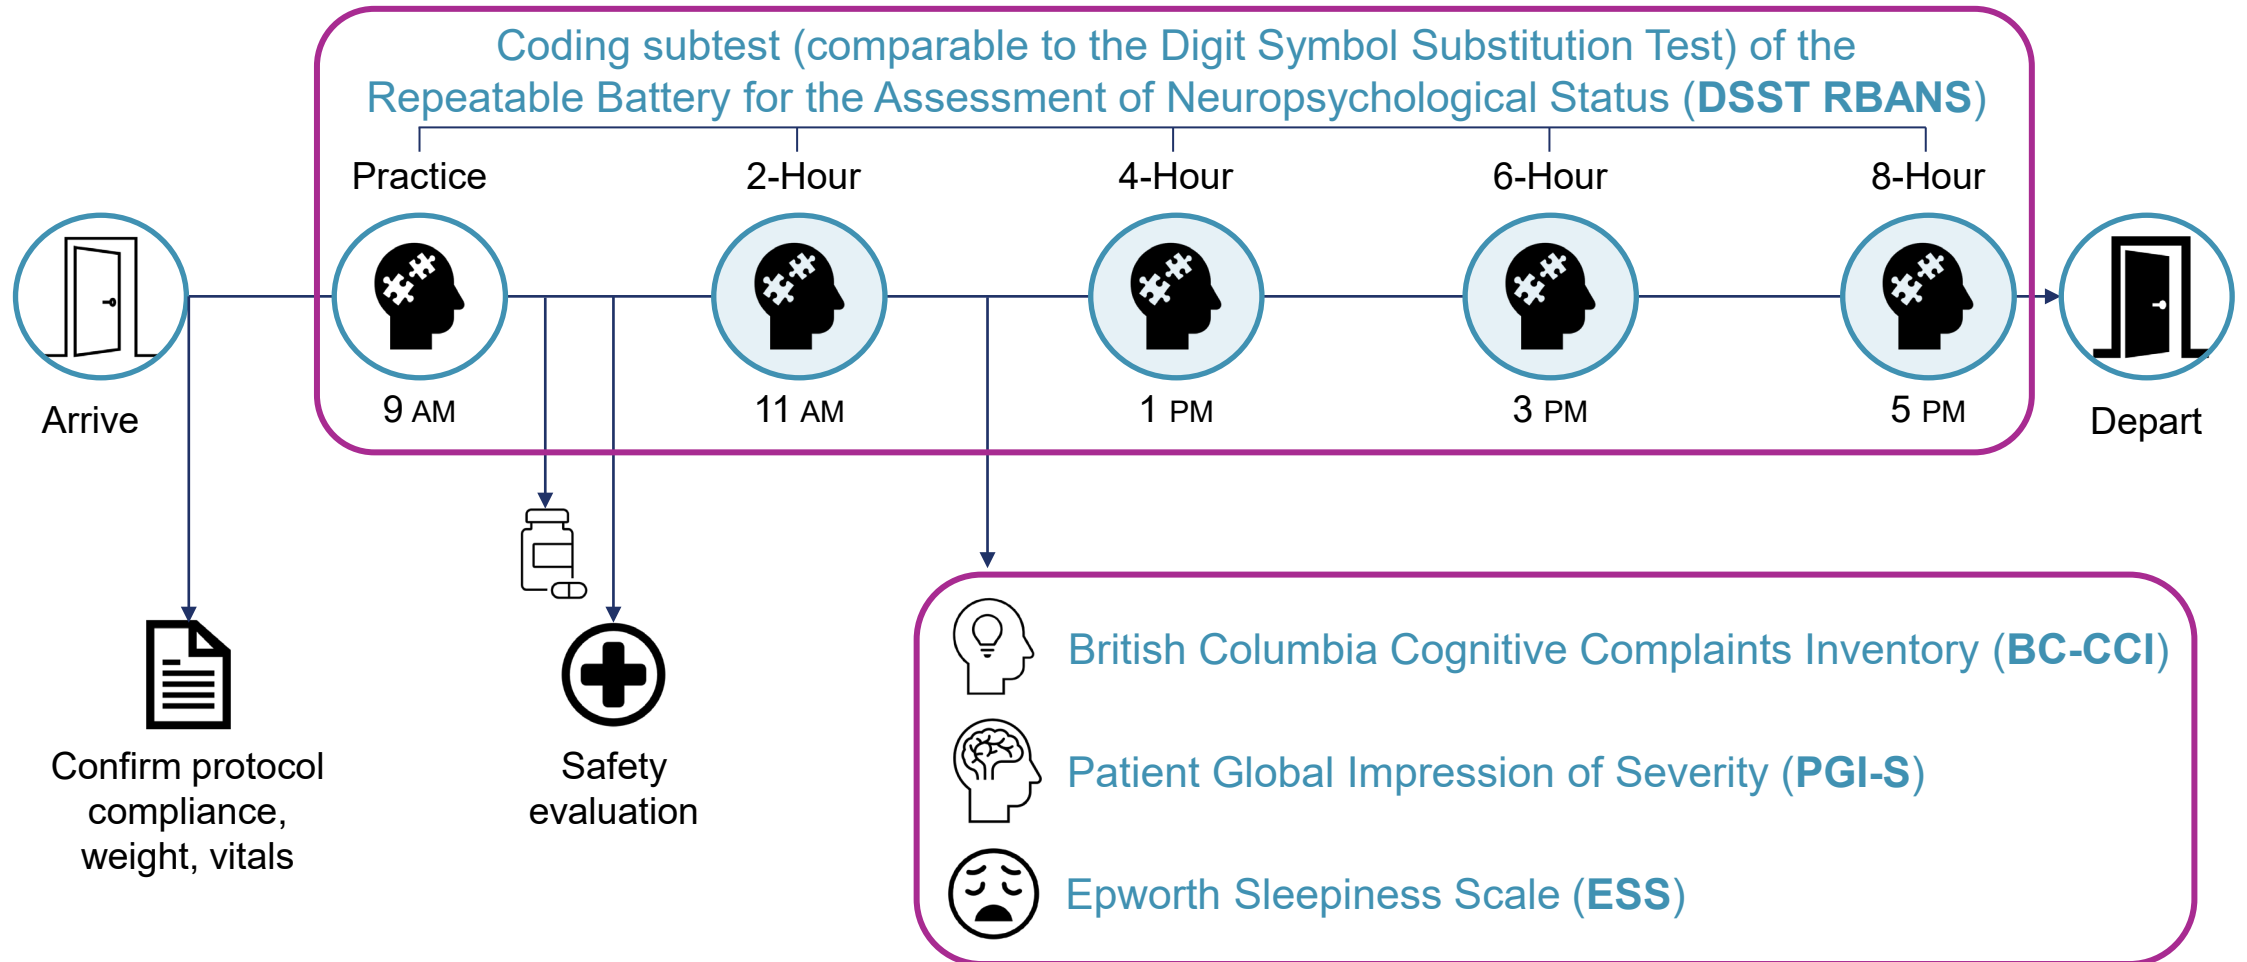 Coding subtest (comparable to the Digit Symbol Substitution Test) of the
Repeatable Battery for the Assessment of Neuropsychological Status (DSST RBANS)
Practice
2-Hour
4-Hour
6-Hour
8-Hour
Arrive
9 AM
11 AM
1 PM
3 PM
5 PM
Depart
Confirm protocol
compliance,
weight, vitals
Safety
evaluation
British Columbia Cognitive Complaints Inventory (BC-CCI)
Patient Global Impression of Severity (PGI-S)
Epworth Sleepiness Scale (ESS)